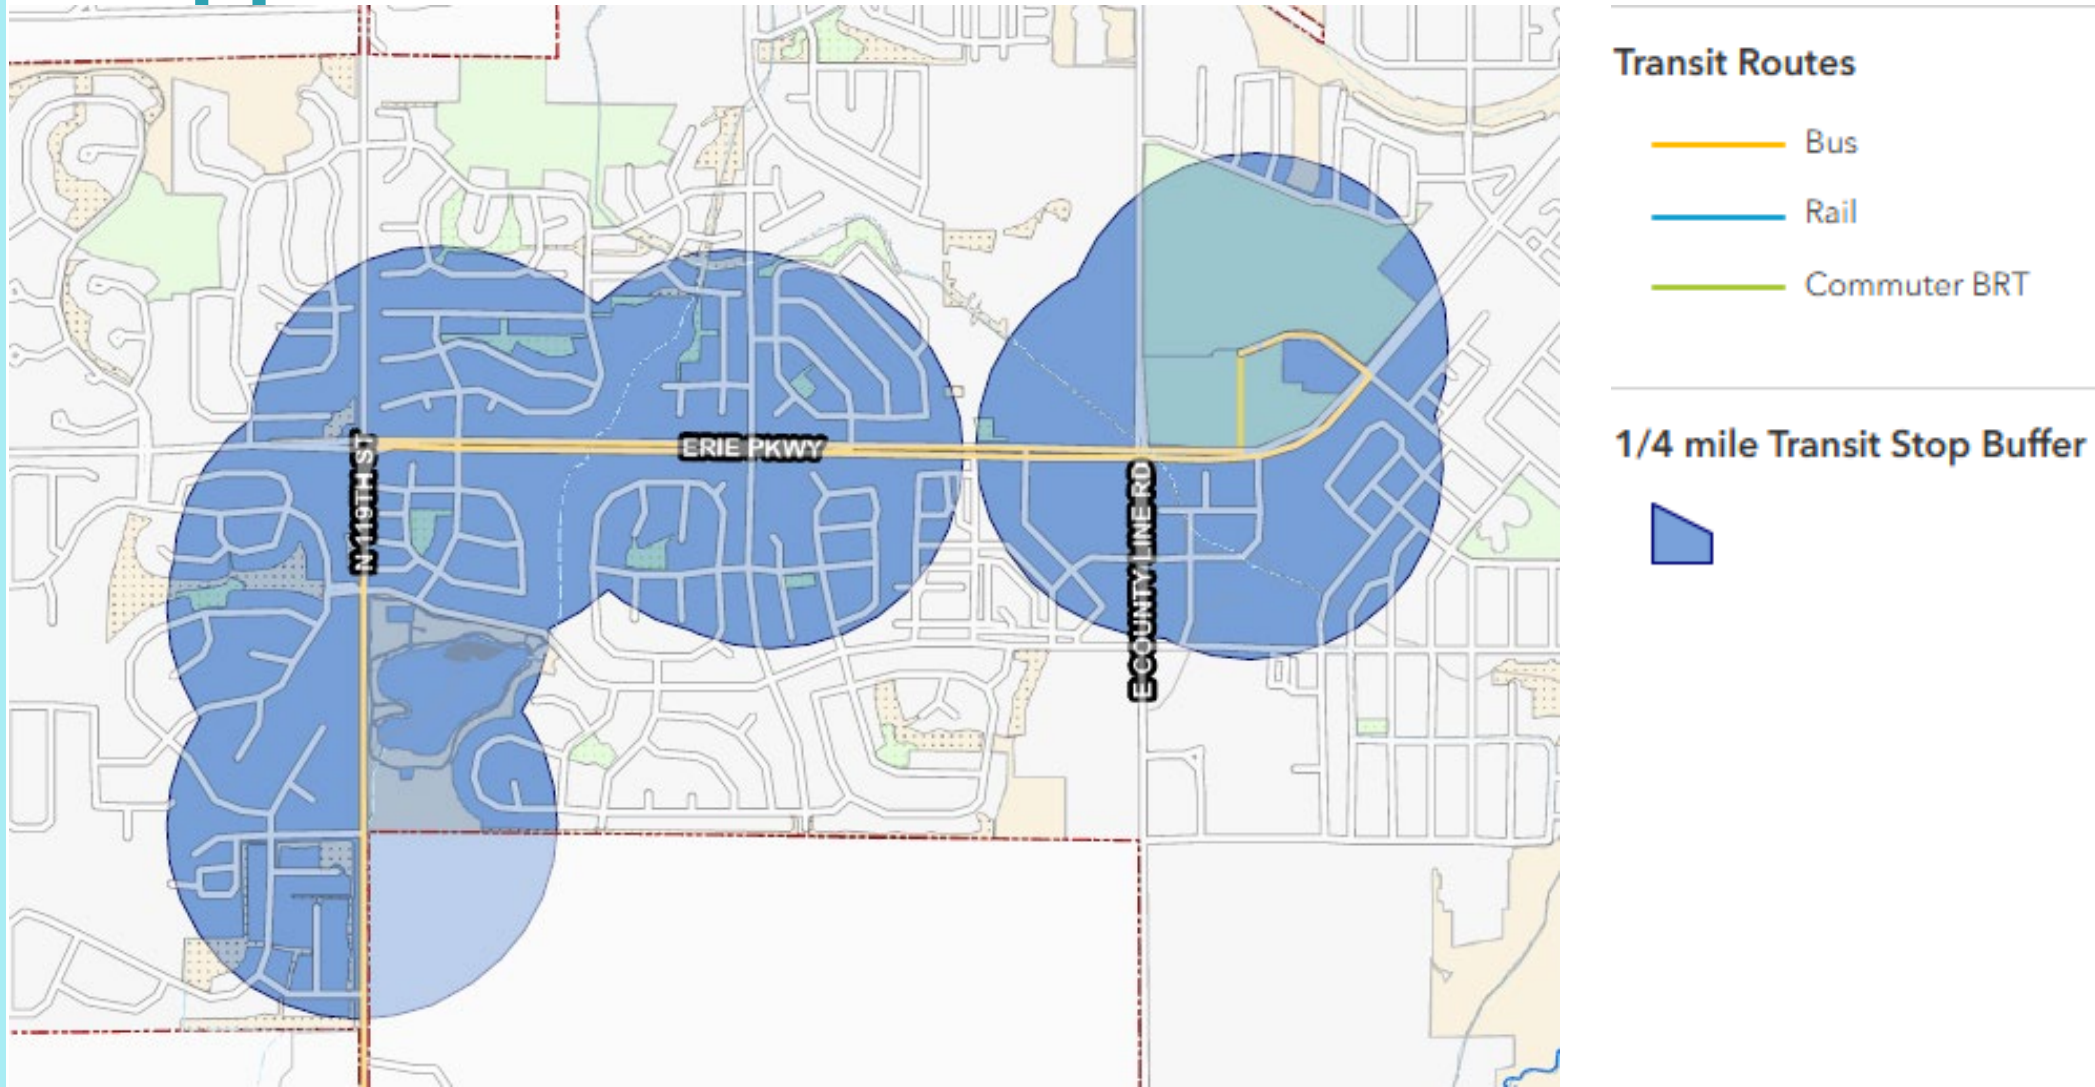 Transit Routes
Bus
Rail
Commuter BRT
1/4 mile Transit Stop Buffer
ERIE PKWY
N 119TH ST
E COUNTY LINE RD